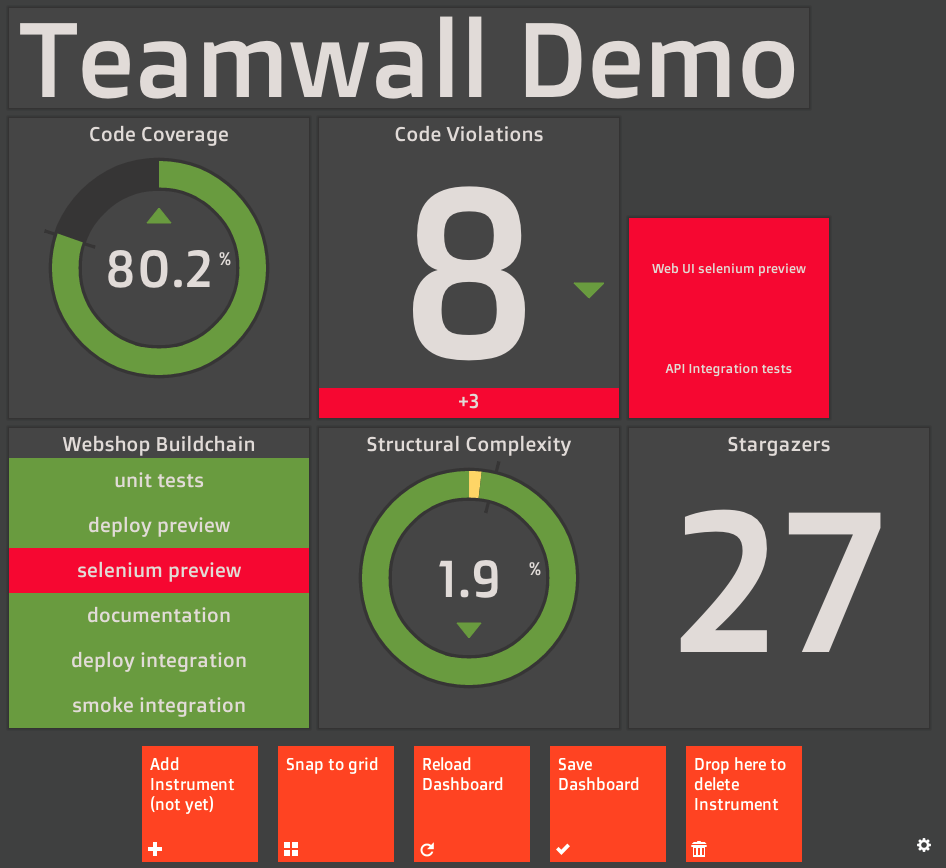 Teamwall Demo
Code Coverage
80.2 %
Code Violations
8
+3
Web UI selenium preview
API Integration tests
Webshop Buildchain
unit tests
deploy preview
selenium preview
documentation
deploy integration
smoke integration
Structural Complexity
1.9 %
Stargazers
27
Add
Instrument
(not yet)
Snap to grid
Reload
Dashboard
Save
Dashboard
Drop here to
delete
Instrument